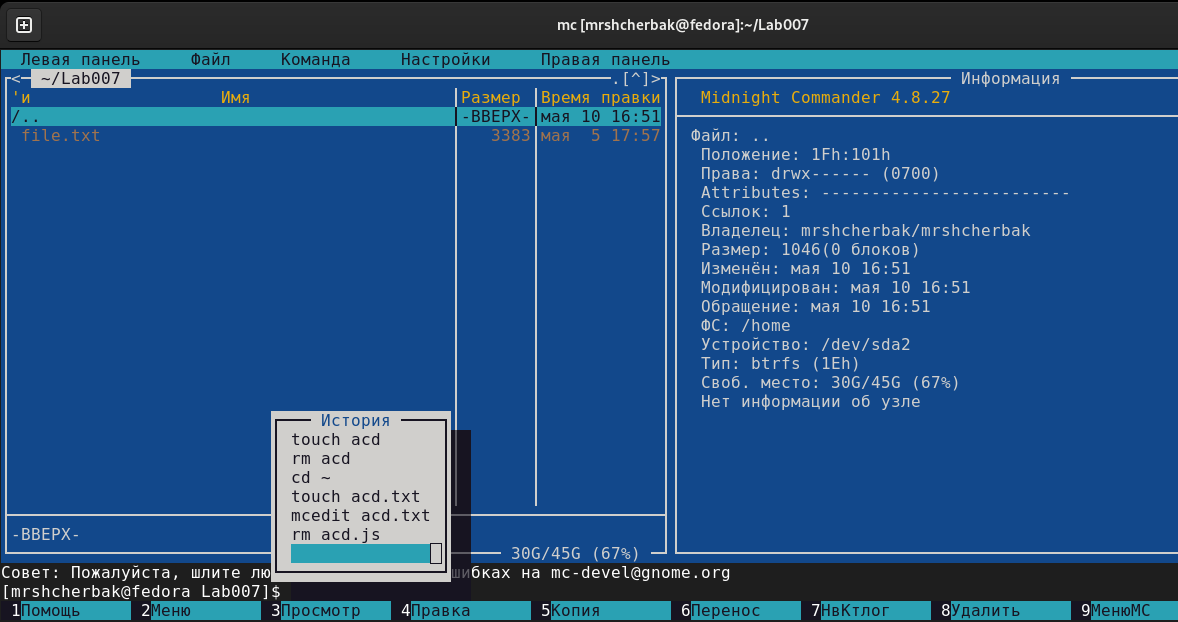 mc [mrshcherbak@fedora]:~/Lab007
Левая панель Файл Команда Настройки Правая панель
<─ ~/Lab007 .[^]>
'и Имя Размер Время правки
/.. -ВВЕРХ- мая 10 16:51
file.txt 3383 мая 5 17:57
-ВВЕРХ-
30G/45G (67%)
Информация
Midnight Commander 4.8.27
Файл: ..
Положение: 1Fh:101h
Права: drwx------ (0700)
Attributes: -------------------------
Ссылок: 1
Владелец: mrshcherbak/mrshcherbak
Размер: 1046(0 блоков)
Изменён: мая 10 16:51
Модифицирован: мая 10 16:51
Обращение: мая 10 16:51
ФС: /home
Устройство: /dev/sda2
Тип: btrfs (1Eh)
Своб. место: 30G/45G (67%)
Нет информации об узле
История
touch acd
rm acd
cd ~
touch acd.txt
mcedit acd.txt
rm acd.js
Совет: Пожалуйста, шлите лю шибках на mc-devel@gnome.org
[mrshcherbak@fedora Lab007]$
1Помощь 2Меню 3Просмотр 4Правка 5Копия 6Перенос 7НвКтлог 8Удалить 9МенюМС